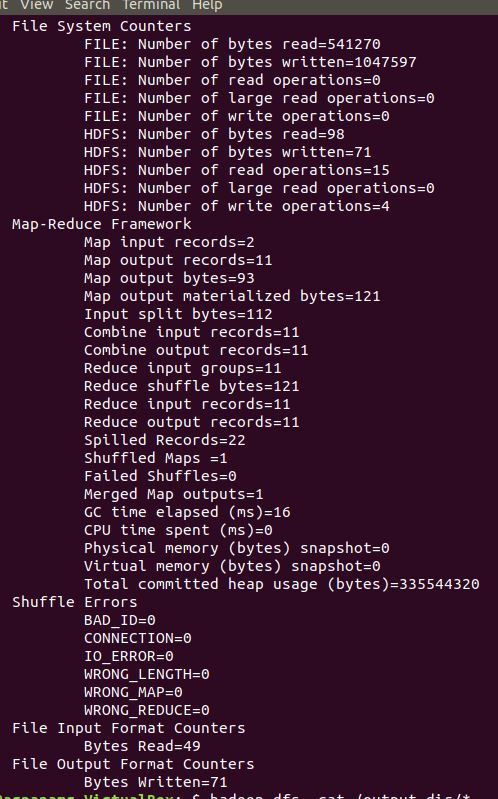 it View Search Terminal Help
File System Counters
FILE: Number of bytes read=541270
FILE: Number of bytes written=1047597
FILE: Number of read operations=0
FILE: Number of large read operations=0
FILE: Number of write operations=0
HDFS: Number of bytes read=98
HDFS: Number of bytes written=71
HDFS: Number of read operations=15
HDFS: Number of large read operations=0
HDFS: Number of write operations=4
Map-Reduce Framework
Map input records=2
Map output records=11
Map output bytes=93
Map output materialized bytes=121
Input split bytes=112
Combine input records=11
Combine output records=11
Reduce input groups=11
Reduce shuffle bytes=121
Reduce input records=11
Reduce output records=11
Spilled Records=22
Shuffled Maps =1
Failed Shuffles=0
Merged Map outputs=1
GC time elapsed (ms)=16
CPU time spent (ms)=0
Physical memory (bytes) snapshot=0
Virtual memory (bytes) snapshot=0
Total committed heap usage (bytes)=335544320
Shuffle Errors
BAD_ID=0
CONNECTION=0
IO_ERROR=0
WRONG_LENGTH=0
WRONG_MAP=0
WRONG_REDUCE=0
File Input Format Counters
Bytes Read=49
File Output Format Counters
Bytes Written=71
VirtualBox: $ hadoop dfs -cat /output_dir/*